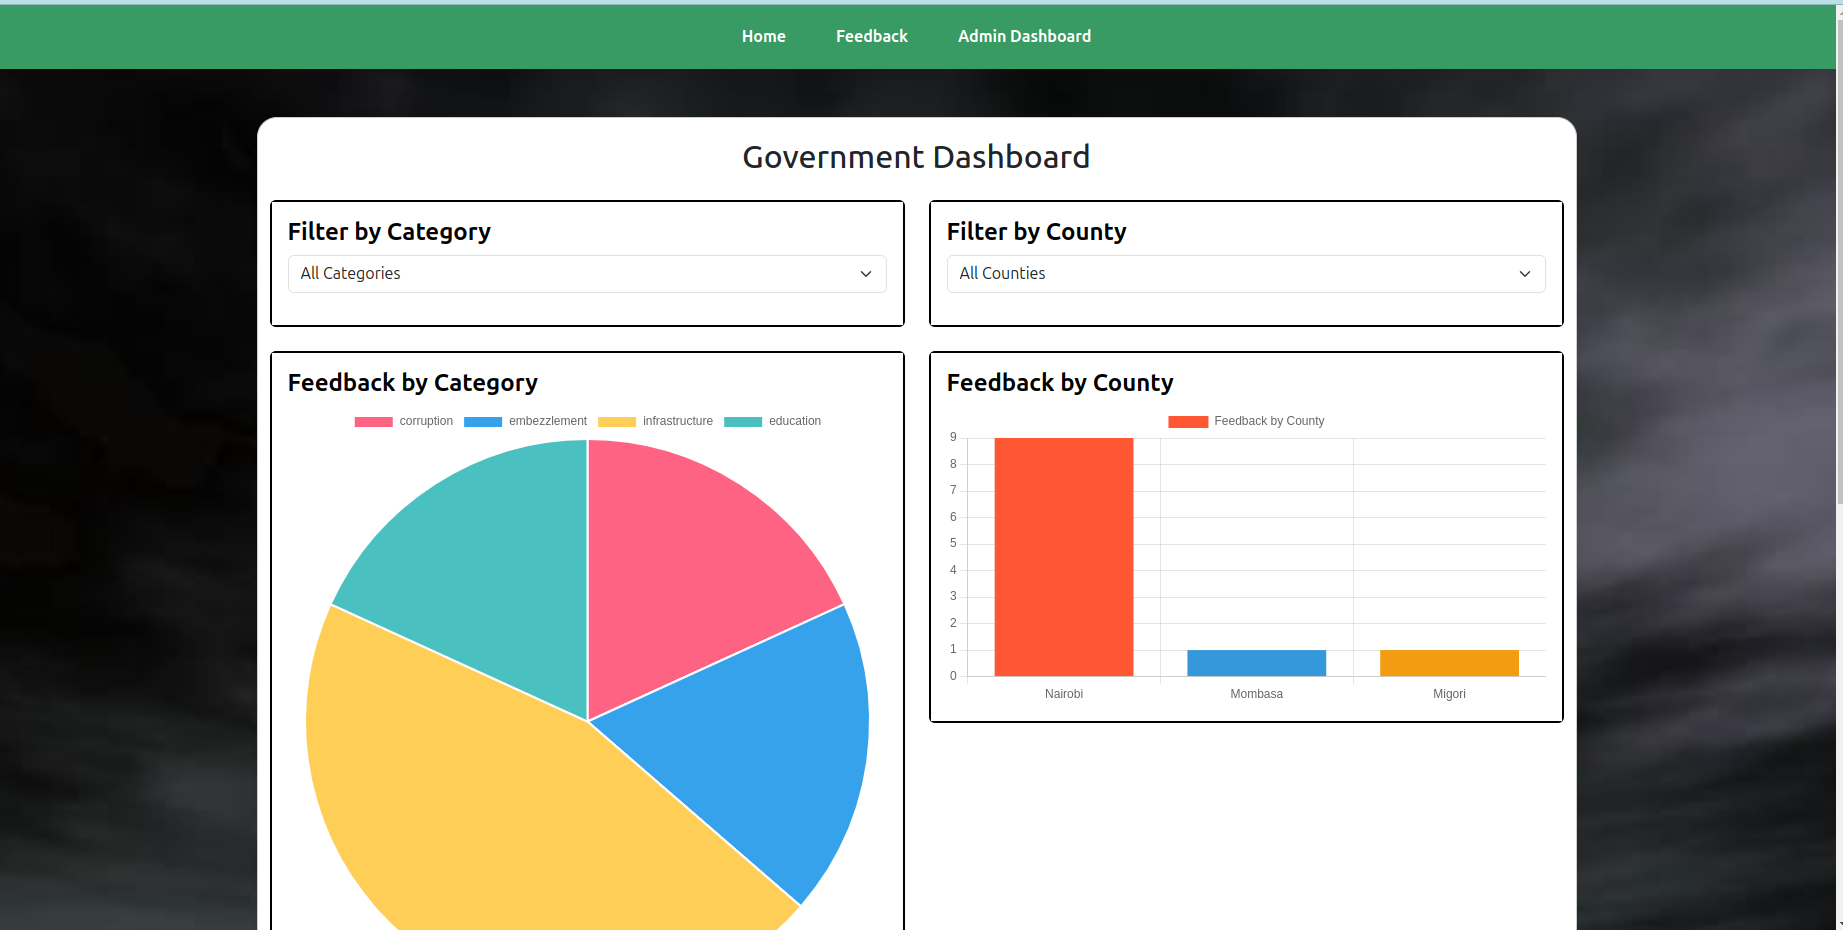 Home Feedback Admin Dashboard
Government Dashboard
Filter by Category
All Categories
Filter by County
All Counties
Feedback by Category
corruption embezzlement infrastructure education
Feedback by County
Feedback by County
9
8
7
6
5
4
3
2
1
0
Nairobi Mombasa Migori